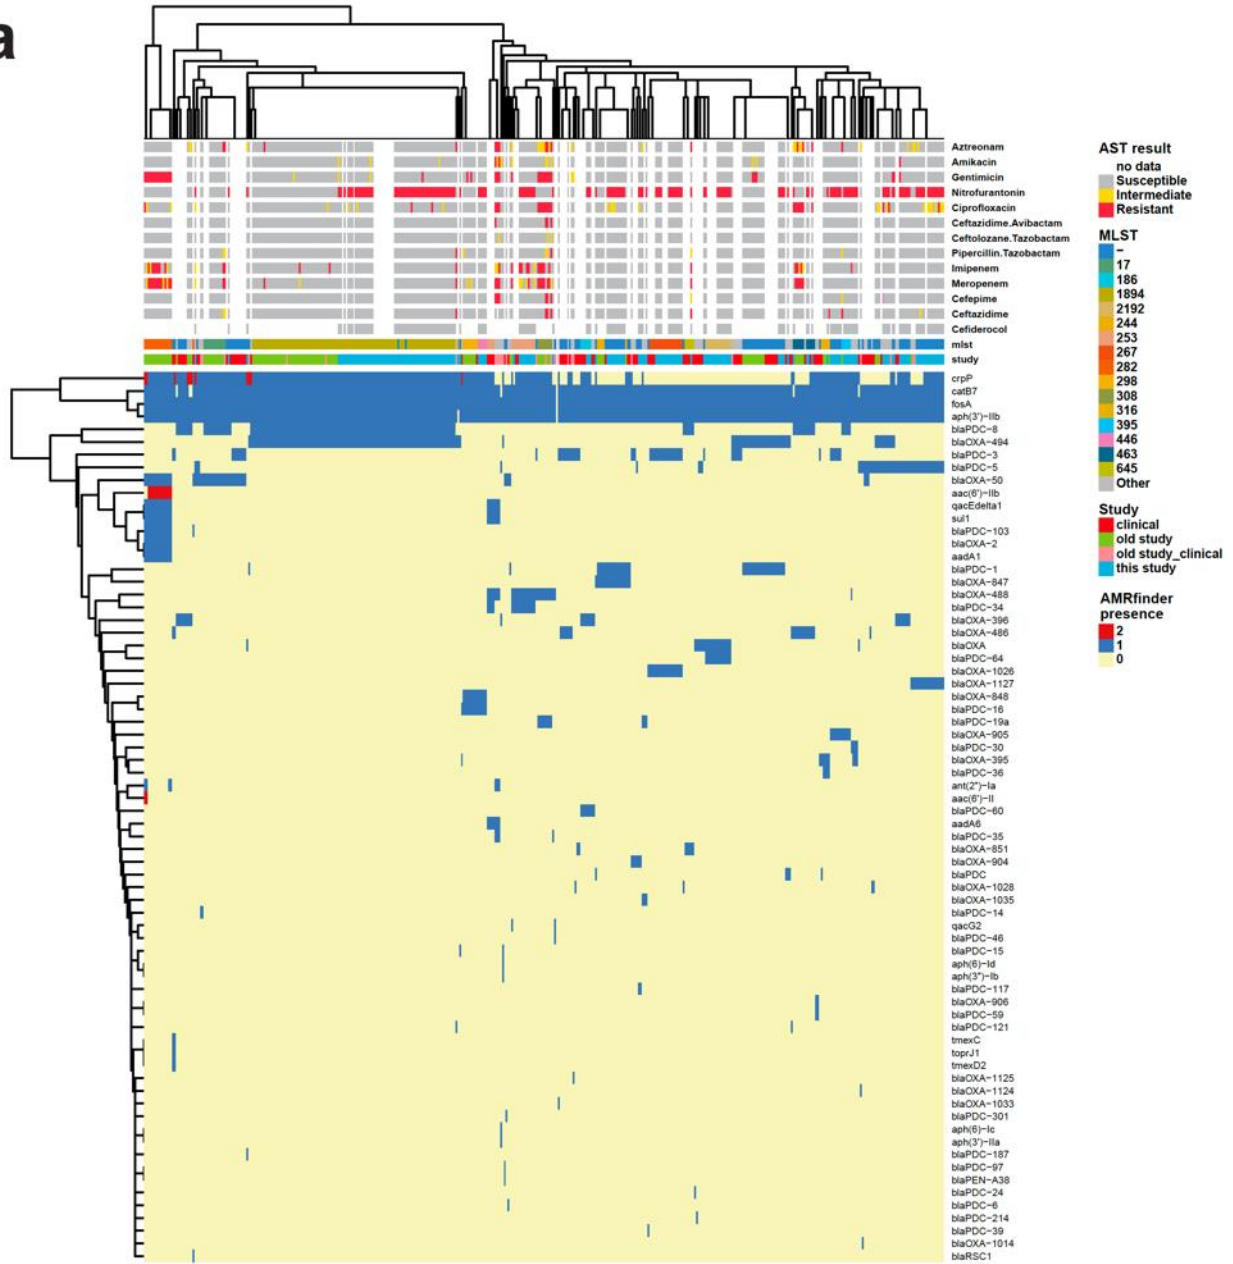 a
Aztreonam
Amikacin
Gentimicin
Nitrofurantonin
Ciprofloxacin
Ceftazidime.Avibactam
Ceftolozane.Tazobactam
Pipercillin.Tazobactam
Imipenem
Meropenem
Cefepime
Ceftazidime
Cefiderocol
mlst
study
crpP
catB7
fosA
aph(3')−IIb
blaPDC−8
blaOXA−494
blaPDC−3
blaPDC−5
blaOXA−50
aac(6')−IIb
qacEdelta1
sul1
blaPDC−103
blaOXA−2
aadA1
blaPDC−1
blaOXA−847
blaOXA−488
blaPDC−34
blaOXA−396
blaOXA−486
blaOXA
blaPDC−64
blaOXA−1026
blaOXA−1127
blaOXA−848
blaPDC−16
blaPDC−19a
blaOXA−905
blaPDC−30
blaOXA−395
blaPDC−36
ant(2'')−Ia
aac(6')−II
blaPDC−60
aadA6
blaPDC−35
blaOXA−851
blaOXA−904
blaPDC
blaOXA−1028
blaOXA−1035
blaPDC−14
qacG2
blaPDC−46
blaPDC−15
aph(6)−Id
aph(3'')−Ib
blaPDC−117
blaOXA−906
blaPDC−59
blaPDC−121
tmexC
toprJ1
tmexD2
blaOXA−1125
blaOXA−1124
blaOXA−1033
blaPDC−301
aph(6)−Ic
aph(3')−IIa
blaPDC−187
blaPDC−97
blaPEN−A38
blaPDC−24
blaPDC−6
blaPDC−214
blaPDC−39
blaOXA−1014
blaRSC1
AST result
no data
Susceptible
Intermediate
Resistant
MLST
−
17
186
1894
2192
244
253
267
282
298
308
316
395
446
463
645
Other
Study
clinical
old study
old study_clinical
this study
AMRfinder
presence
2
1
0